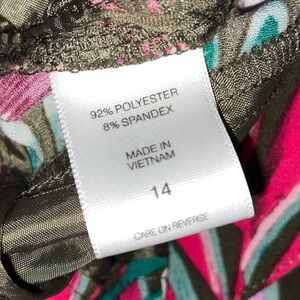 92% POLYESTER
8% SPANDEX
MADE IN
VIETNAM
14
CARE ON REVERSE